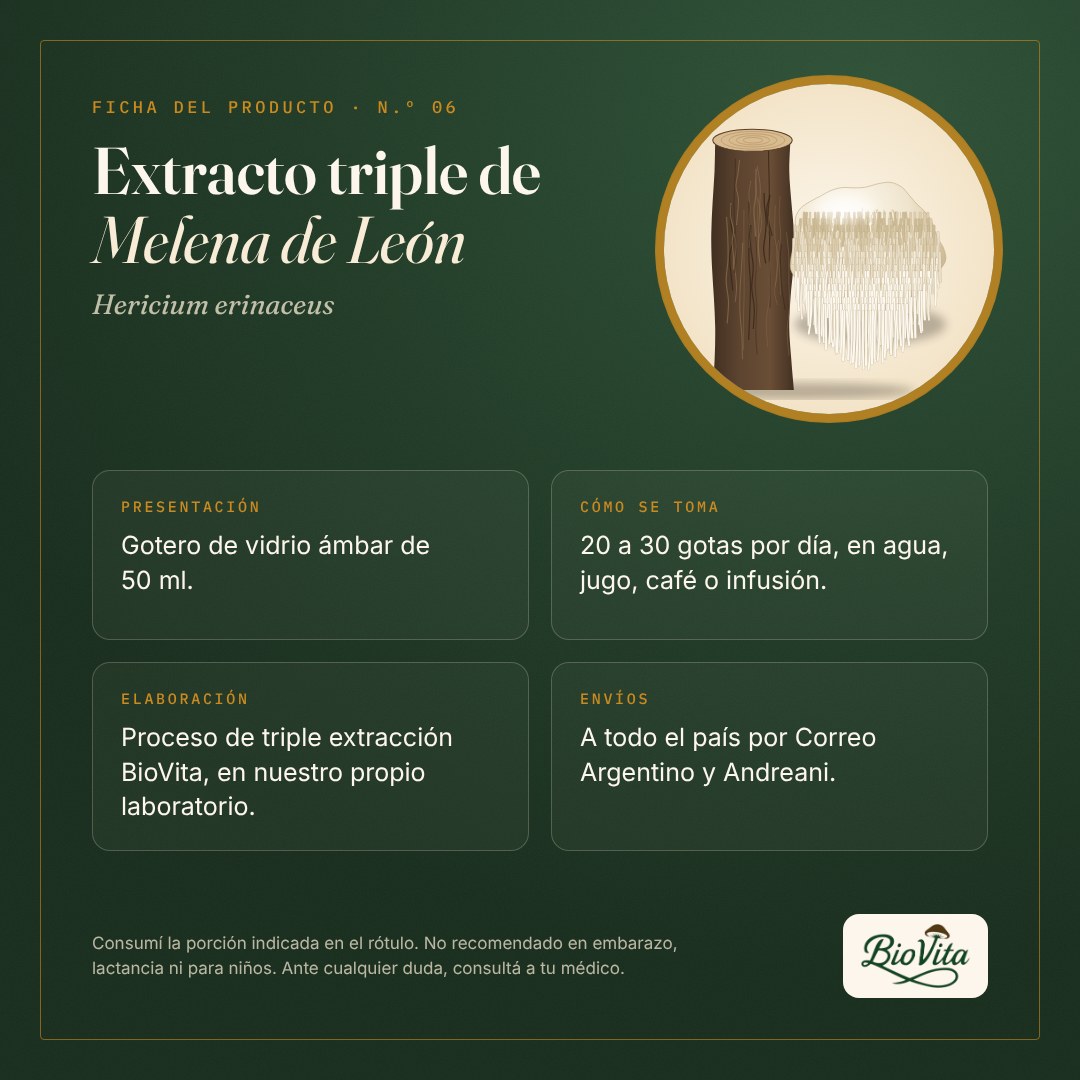 FICHA DEL PRODUCTO · N.º 06
Extracto triple de
Melena de León
Hericium erinaceus
PRESENTACIÓN
Gotero de vidrio ámbar de
50 ml.
CÓMO SE TOMA
20 a 30 gotas por día, en agua,
jugo, café o infusión.
ELABORACIÓN
Proceso de triple extracción
BioVita, en nuestro propio
laboratorio.
ENVÍOS
A todo el país por Correo
Argentino y Andreani.
Consumí la porción indicada en el rótulo. No recomendado en embarazo,
lactancia ni para niños. Ante cualquier duda, consultá a tu médico.
BioVita